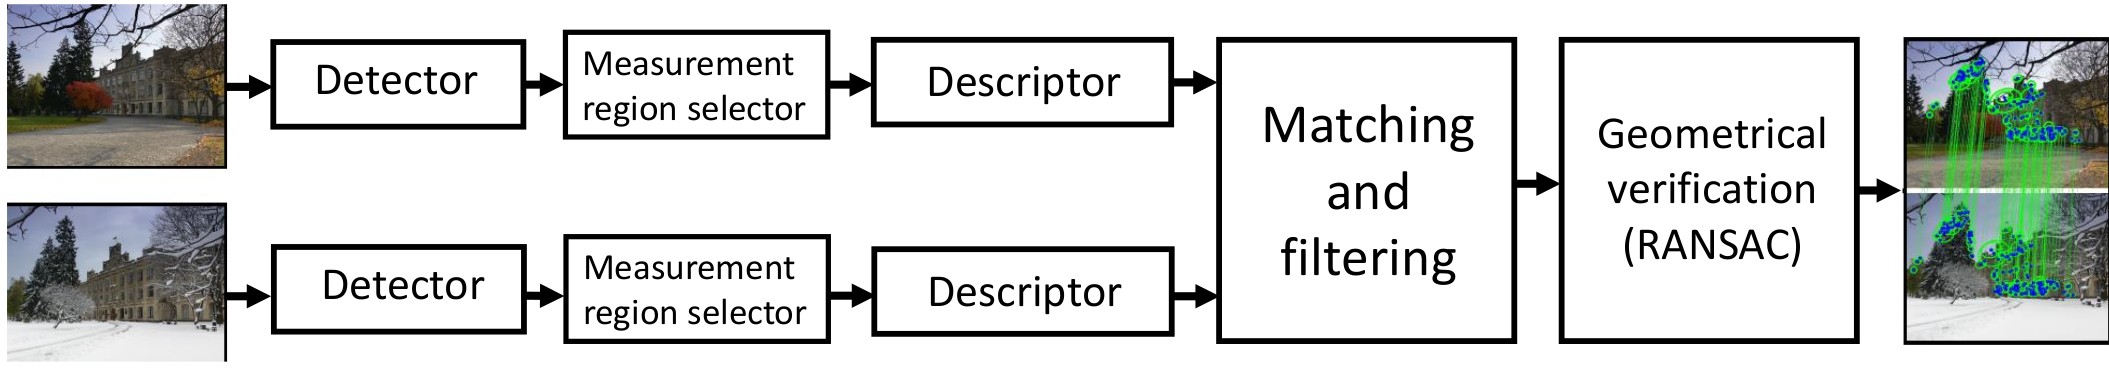 Detector
Measurement
region selector
Descriptor
Detector
Measurement
region selector
Descriptor
Matching
and
filtering
Geometrical
verification
(RANSAC)